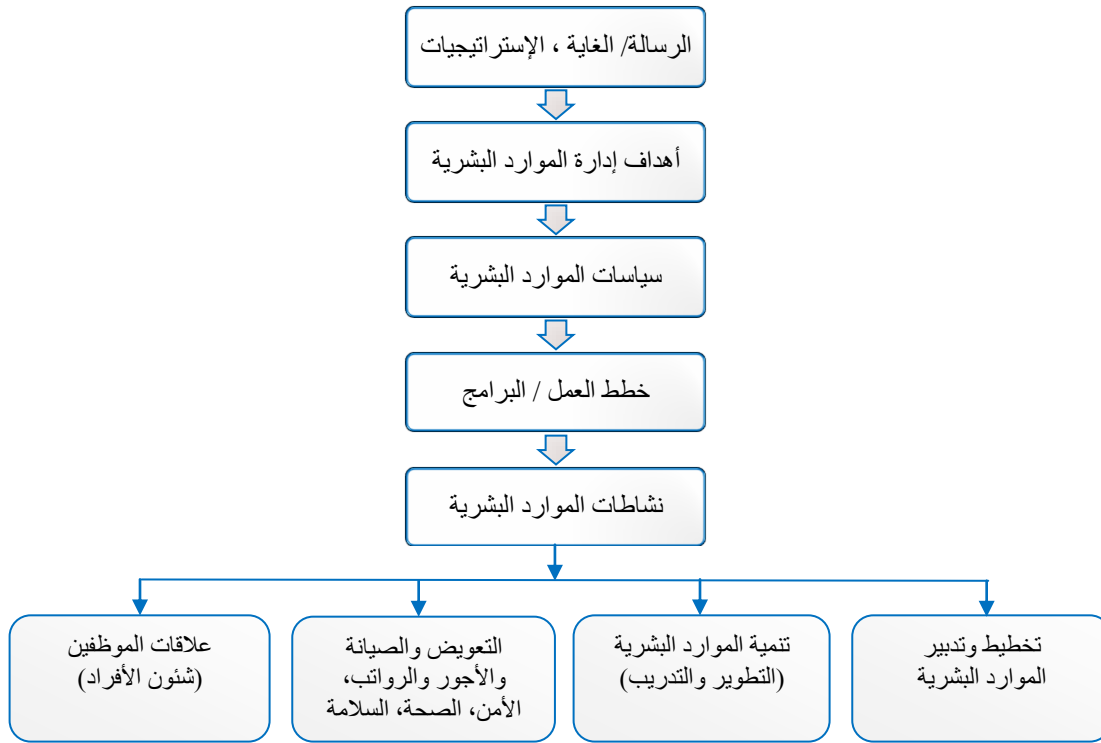 الرسالة/ الغاية ، الإستراتيجيات
أهداف إدارة الموارد البشرية
سياسات الموارد البشرية
خطط العمل / البرامج
نشاطات الموارد البشرية
تخطيط وتدبير
الموارد البشرية
تنمية الموارد البشرية
(التطوير والتدريب)
التعويض والصيانة
والأجور والرواتب،
الأمن، الصحة، السلامة
علاقات الموظفين
(شئون الأفراد)